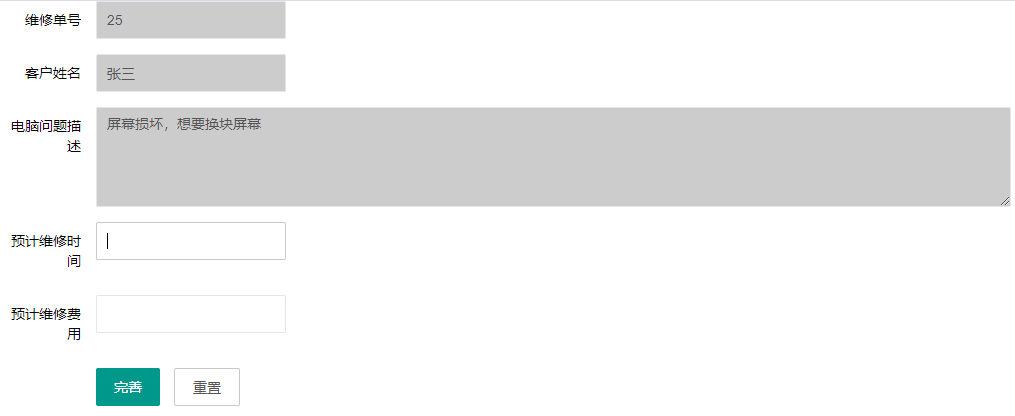 维修单号 25
客户姓名 张三
电脑问题描 屏幕损坏，想要换块屏幕
述
预计维修时
间
预计维修费
用
完善 重置